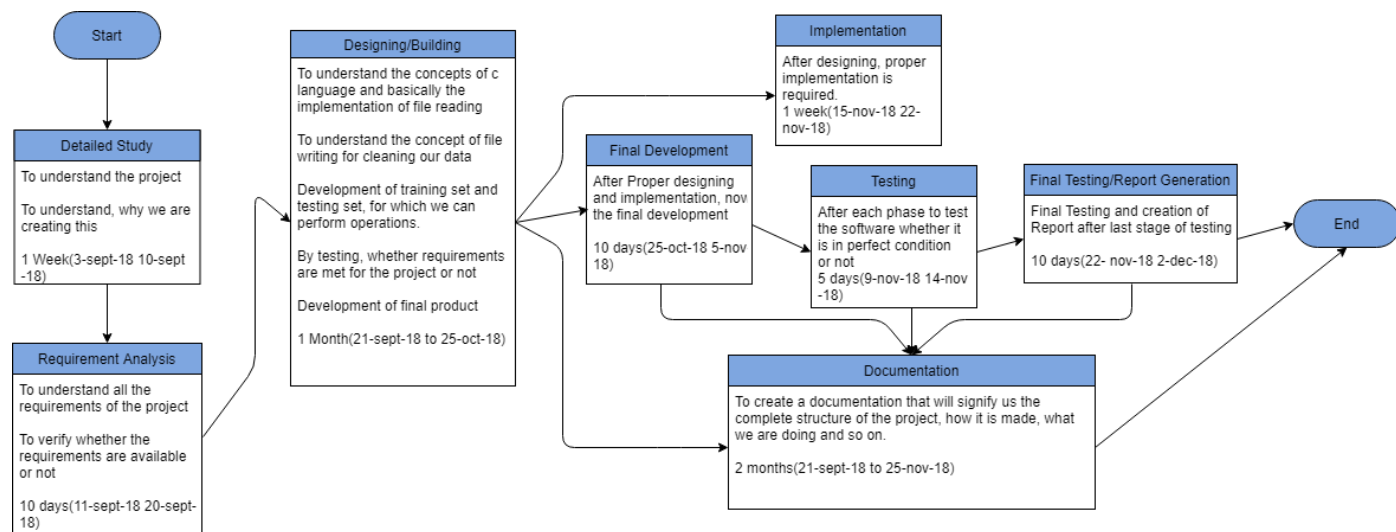 Start
Detailed Study
To understand the project
To understand, why we are
creating this
1 Week(3-sept-18 10-sept
-18)
Requirement Analysis
To understand all the
requirements of the project
To verify whether the
requirements are available
or not
10 days(11-sept-18 20-sept-
18)
Designing/Building
To understand the concepts of c
language and basically the
implementation of file reading
To understand the concept of file
writing for cleaning our data
Development of training set and
testing set, for which we can
perform operations.
By testing, whether requirements
are met for the project or not
Development of final product
1 Month(21-sept-18 to 25-oct-18)
Implementation
After designing, proper
implementation is
required.
1 week(15-nov-18 22-
nov-18)
Final Development
After Proper designing
and implementation, now
the final development
10 days(25-oct-18 5-nov
18)
Testing
After each phase to test
the software whether it
is in perfect condition
or not
5 days(9-nov-18 14-nov
-18)
Final Testing/Report Generation
Final Testing and creation of
Report after last stage of testing
10 days(22- nov-18 2-dec-18)
End
Documentation
To create a documentation that will signify us the
complete structure of the project, how it is made, what
we are doing and so on.
2 months(21-sept-18 to 25-nov-18)